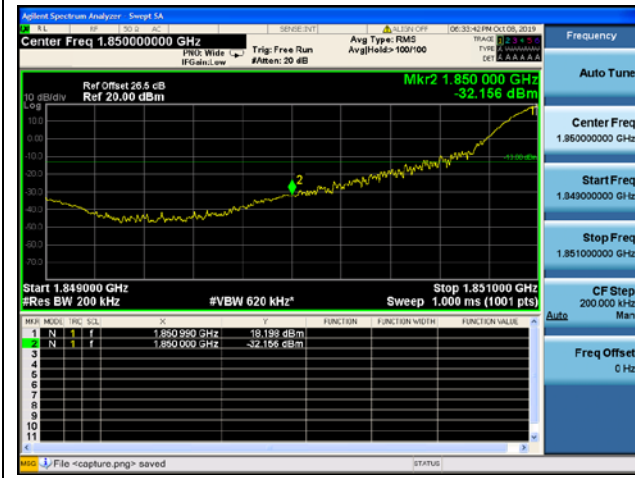 Agilent Spectrum Analyzer Swept SA
RL RF 50 Ω AC SENSE:INT ALIGN OFF 06:33:42 PM Oct 08, 2019
Center Freq 1.850000000 GHz
PNO: Wide
IFGain:Low
Trig: Free Run
#Atten: 20 dB
Avg Type: RMS
Avg|Hold:> 100/100
TRACE 1 2 3 4 5 6
TYPE A
DET A A A A A
Ref Offset 26.5 dB
10 dB/div Ref 20.00 dBm
Log
Mkr2 1.850 000 GHz
-32.156 dBm
10.0
0.00
-10.0
-13.00 dBm
-20.0
2
-30.0
-40.0
-50.0
-60.0
-70.0
Start 1.849000 GHz Stop 1.851000 GHz
#Res BW 200 kHz #VBW 620 kHz* Sweep 1.000 ms (1001 pts)
MKR MODE TRC SCL X Y FUNCTION FUNCTION WIDTH FUNCTION VALUE
1 N 1 f 1.850 990 GHz 18.198 dBm
2 N 1 f 1.850 000 GHz -32.156 dBm
3
4
5
6
7
8
9
10
11
MSG File <capture.png> saved STATUS
Frequency
Auto Tune
Center Freq
1.850000000 GHz
Start Freq
1.849000000 GHz
Stop Freq
1.851000000 GHz
CF Step
200.000 kHz
Auto Man
Freq Offset
0 Hz